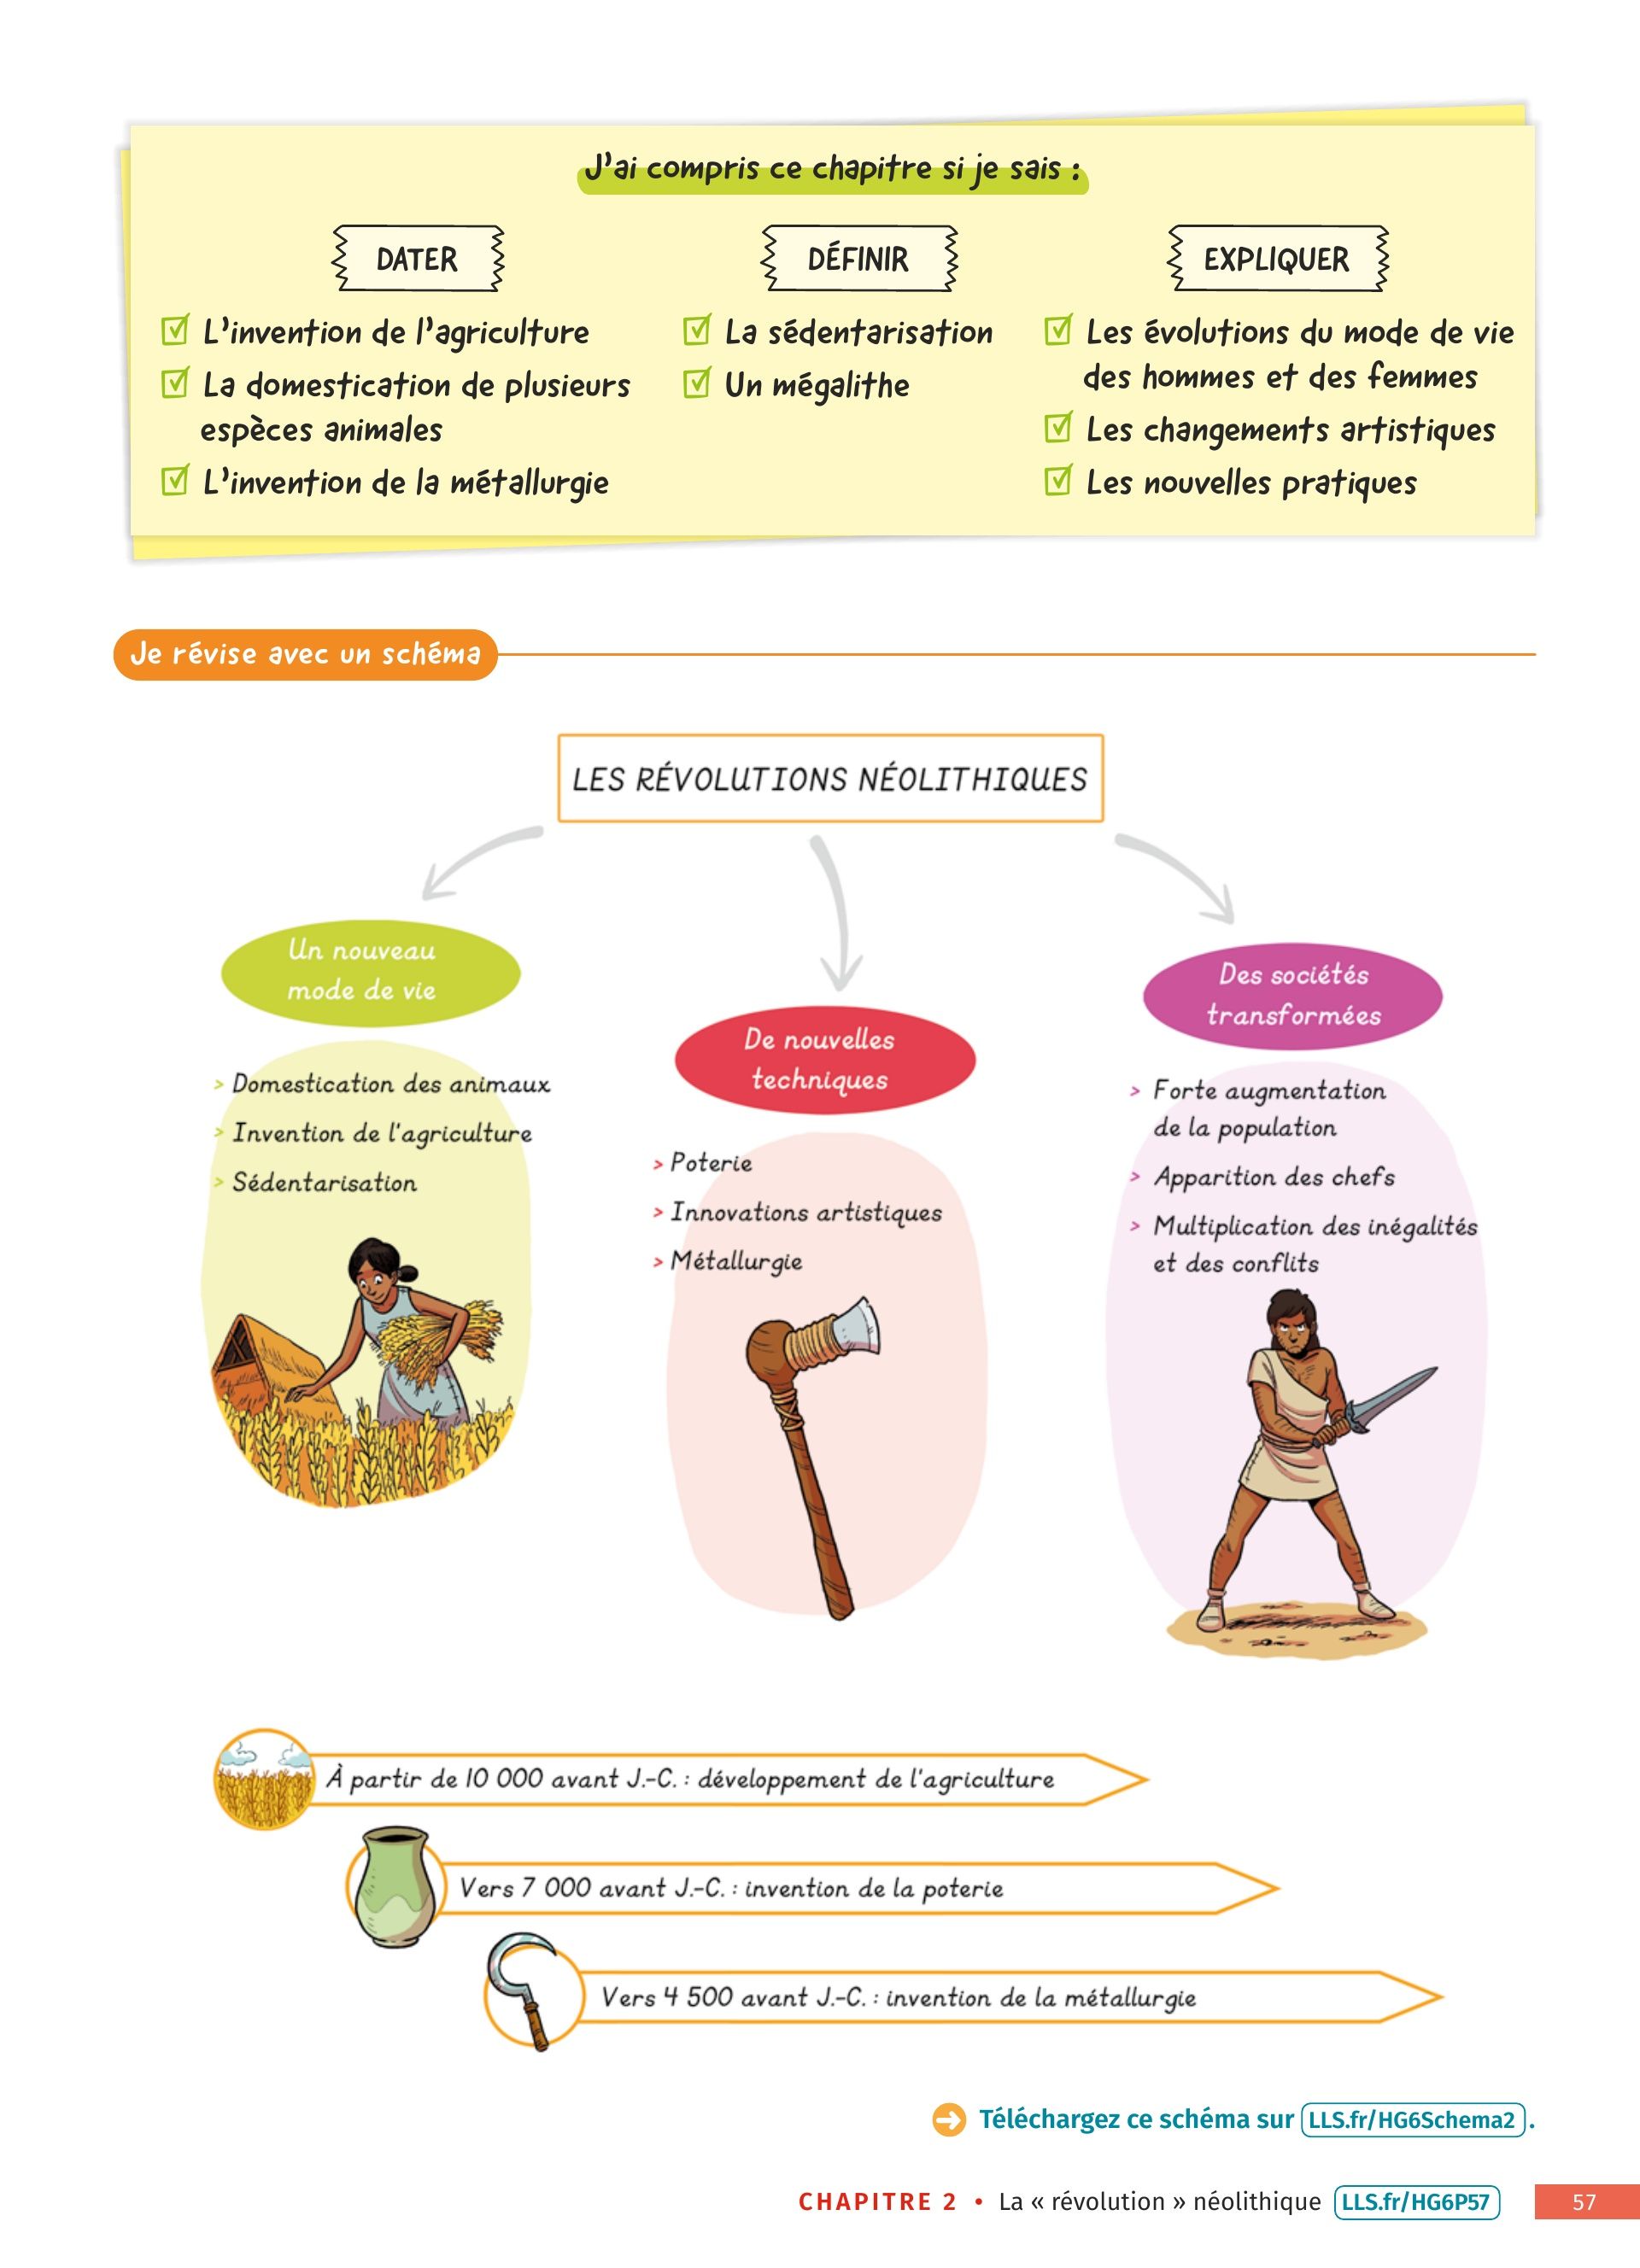 J'ai compris ce chapitre si je sais :
DATER
L'invention de l'agriculture
La domestication de plusieurs
espèces animales
L'invention de la métallurgie
DÉFINIR
La sédentarisation
Un mégalithe
EXPLIQUER
Les évolutions du mode de vie
des hommes et des femmes
Les changements artistiques
Les nouvelles pratiques
Je révise avec un schéma
LES RÉVOLUTIONS NÉOLITHIQUES
Un nouveau
mode de vie
> Domestication des animaux
> Invention de l'agriculture
> Sédentarisation
De nouvelles
techniques
> Poterie
> Innovations artistiques
> Métallurgie
Des sociétés
transformées
> Forte augmentation
de la population
> Apparition des chefs
> Multiplication des inégalités
et des conflits
À partir de 10 000 avant J.-C. : développement de l'agriculture
Vers 7 000 avant J.-C. : invention de la poterie
Vers 4 500 avant J.-C. : invention de la métallurgie
Téléchargez ce schéma sur LLS.fr/HG6Schema2.
CHAPITRE 2 • La « révolution » néolithique LLS.fr/HG6P57 57